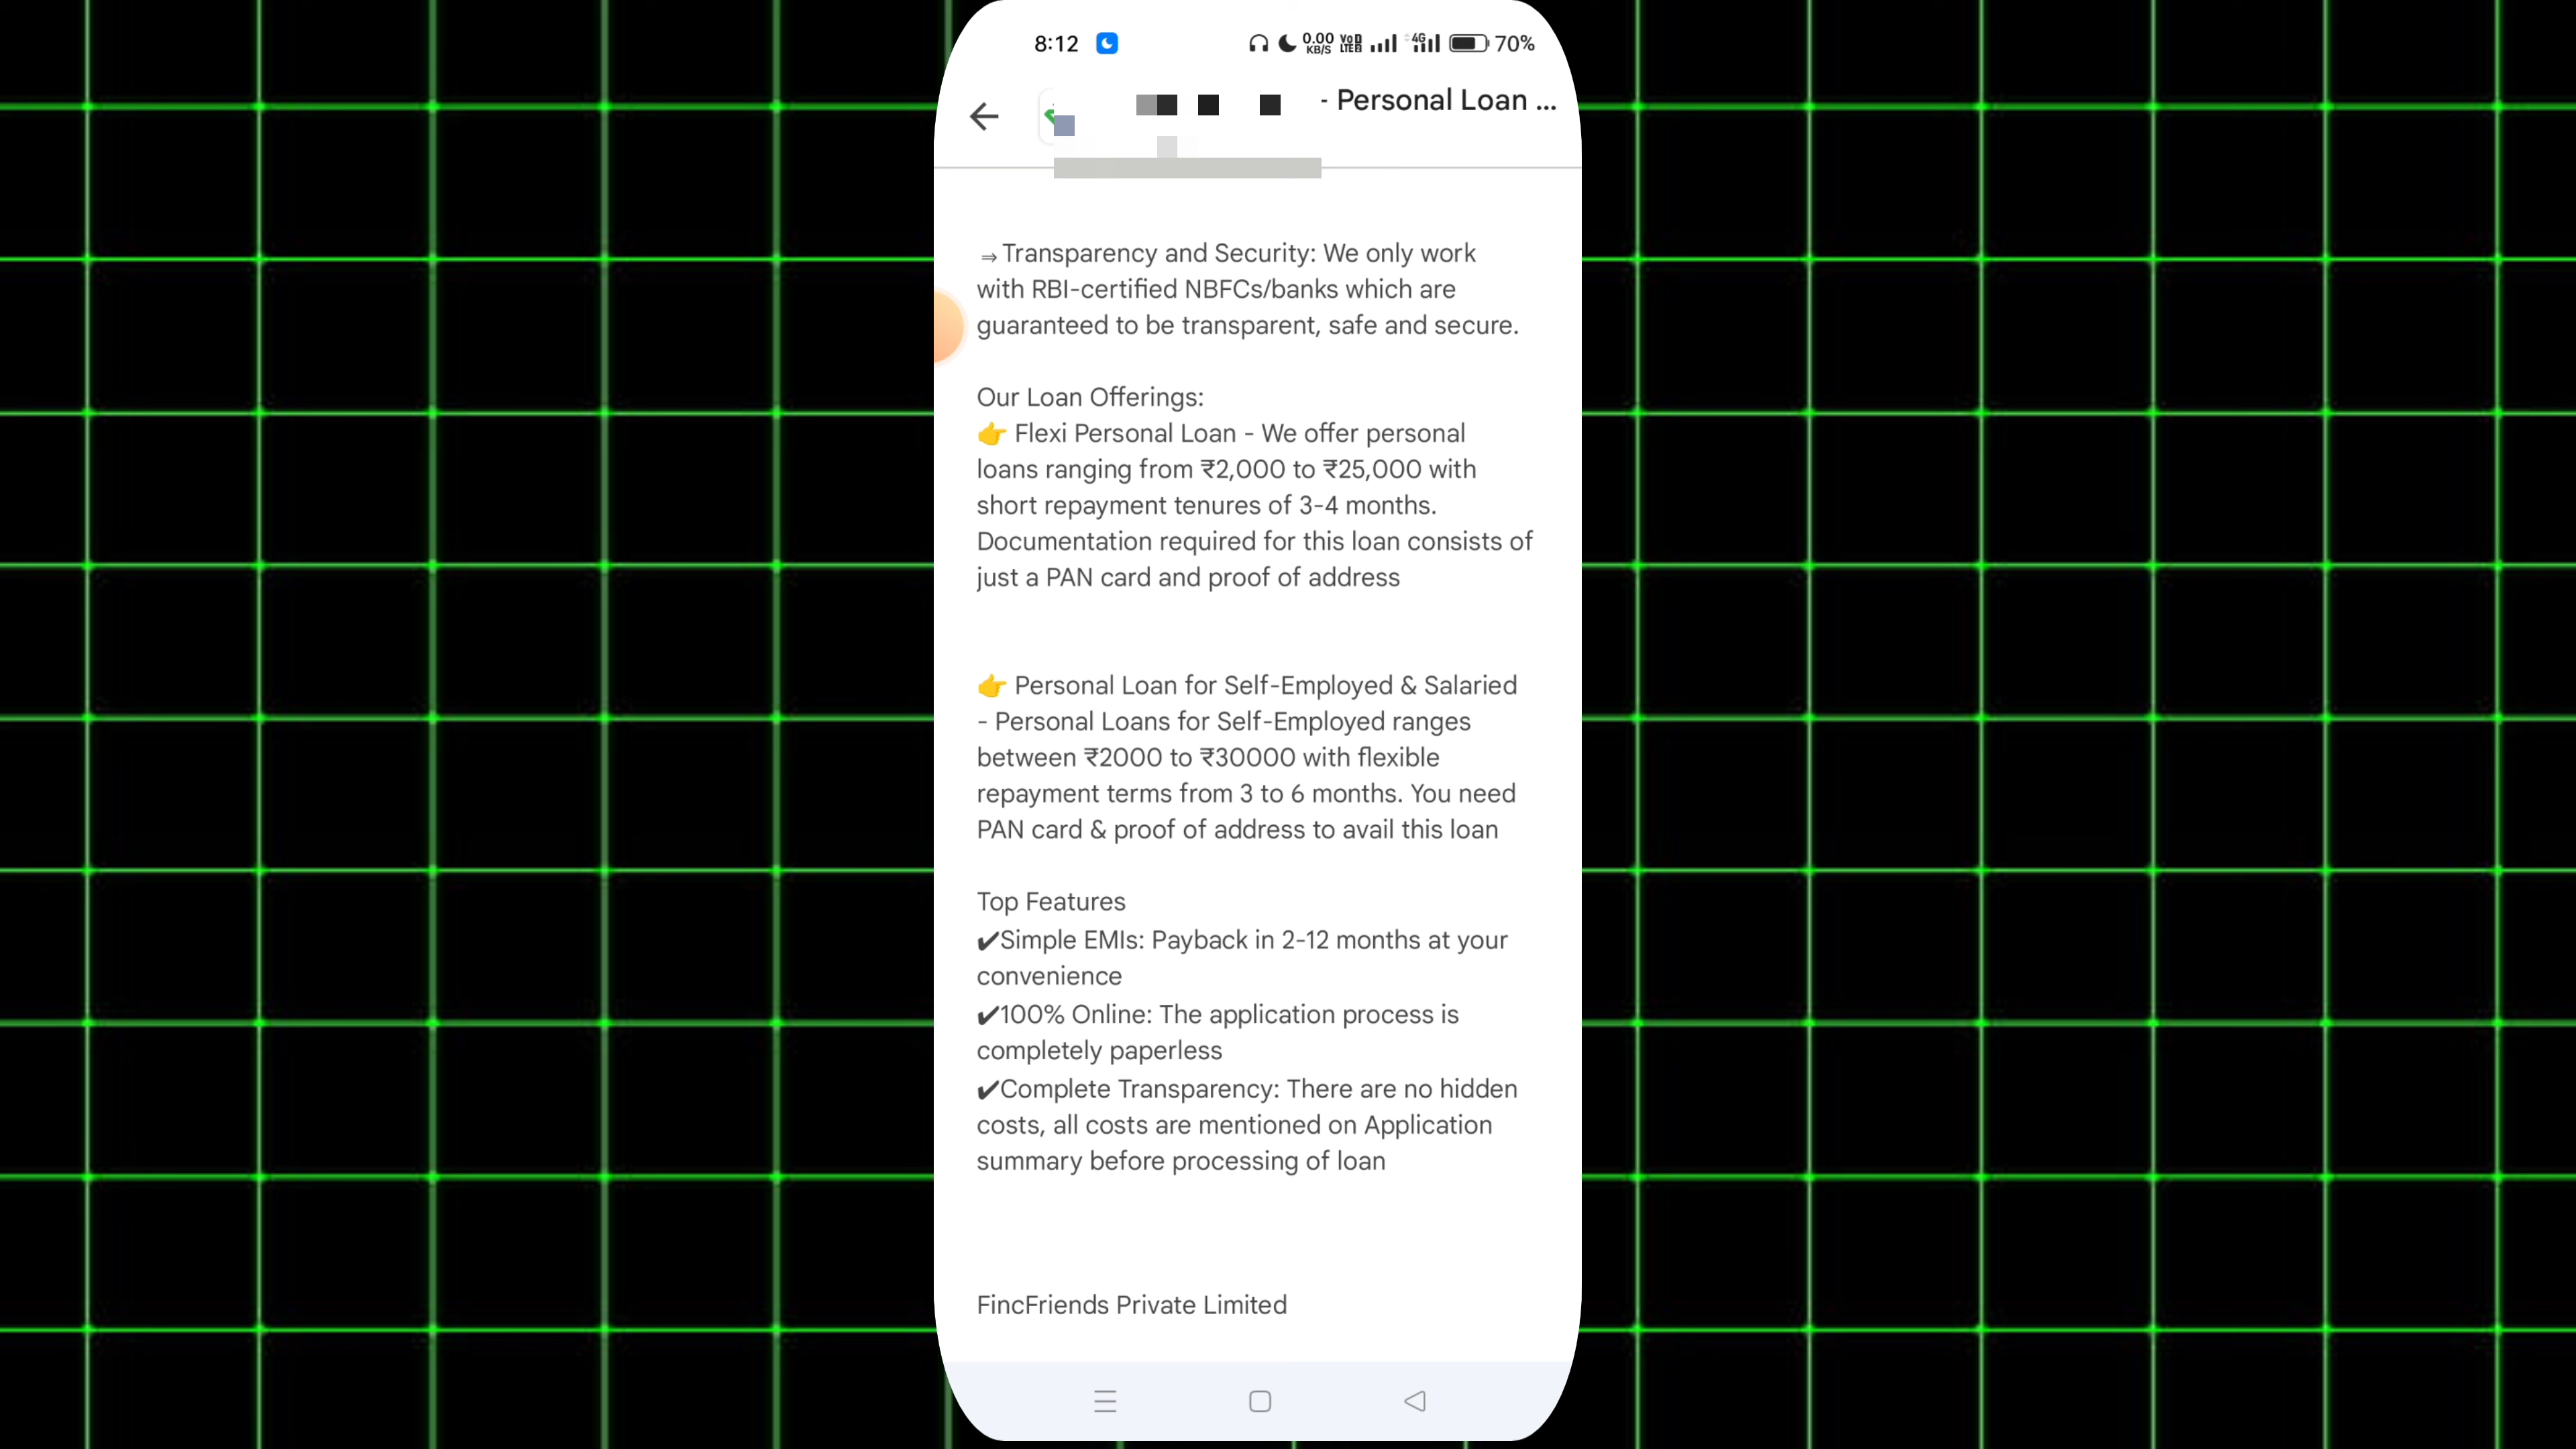 8:12 0.00 KB/S VoD LTE2 4G 70%
- Personal Loan ...
⇒Transparency and Security: We only work
with RBI-certified NBFCs/banks which are
guaranteed to be transparent, safe and secure.
Our Loan Offerings:
👉 Flexi Personal Loan - We offer personal
loans ranging from ₹2,000 to ₹25,000 with
short repayment tenures of 3-4 months.
Documentation required for this loan consists of
just a PAN card and proof of address
👉 Personal Loan for Self-Employed & Salaried
- Personal Loans for Self-Employed ranges
between ₹2000 to ₹30000 with flexible
repayment terms from 3 to 6 months. You need
PAN card & proof of address to avail this loan
Top Features
✔Simple EMIs: Payback in 2-12 months at your
convenience
✔100% Online: The application process is
completely paperless
✔Complete Transparency: There are no hidden
costs, all costs are mentioned on Application
summary before processing of loan
FincFriends Private Limited